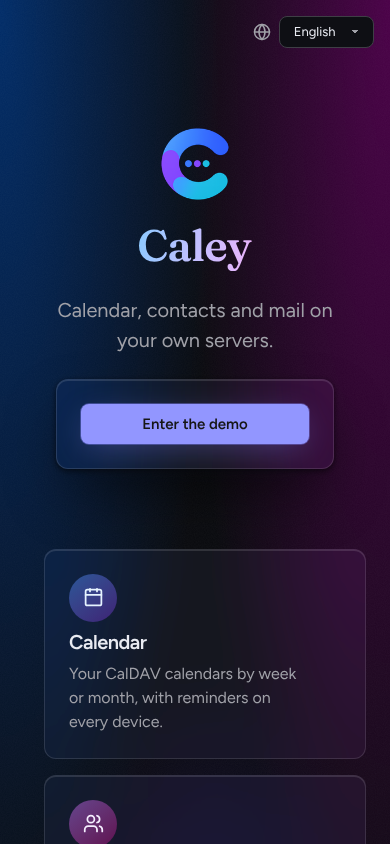 English
Caley
Calendar, contacts and mail on
your own servers.
Enter the demo
Calendar
Your CalDAV calendars by week
or month, with reminders on
every device.